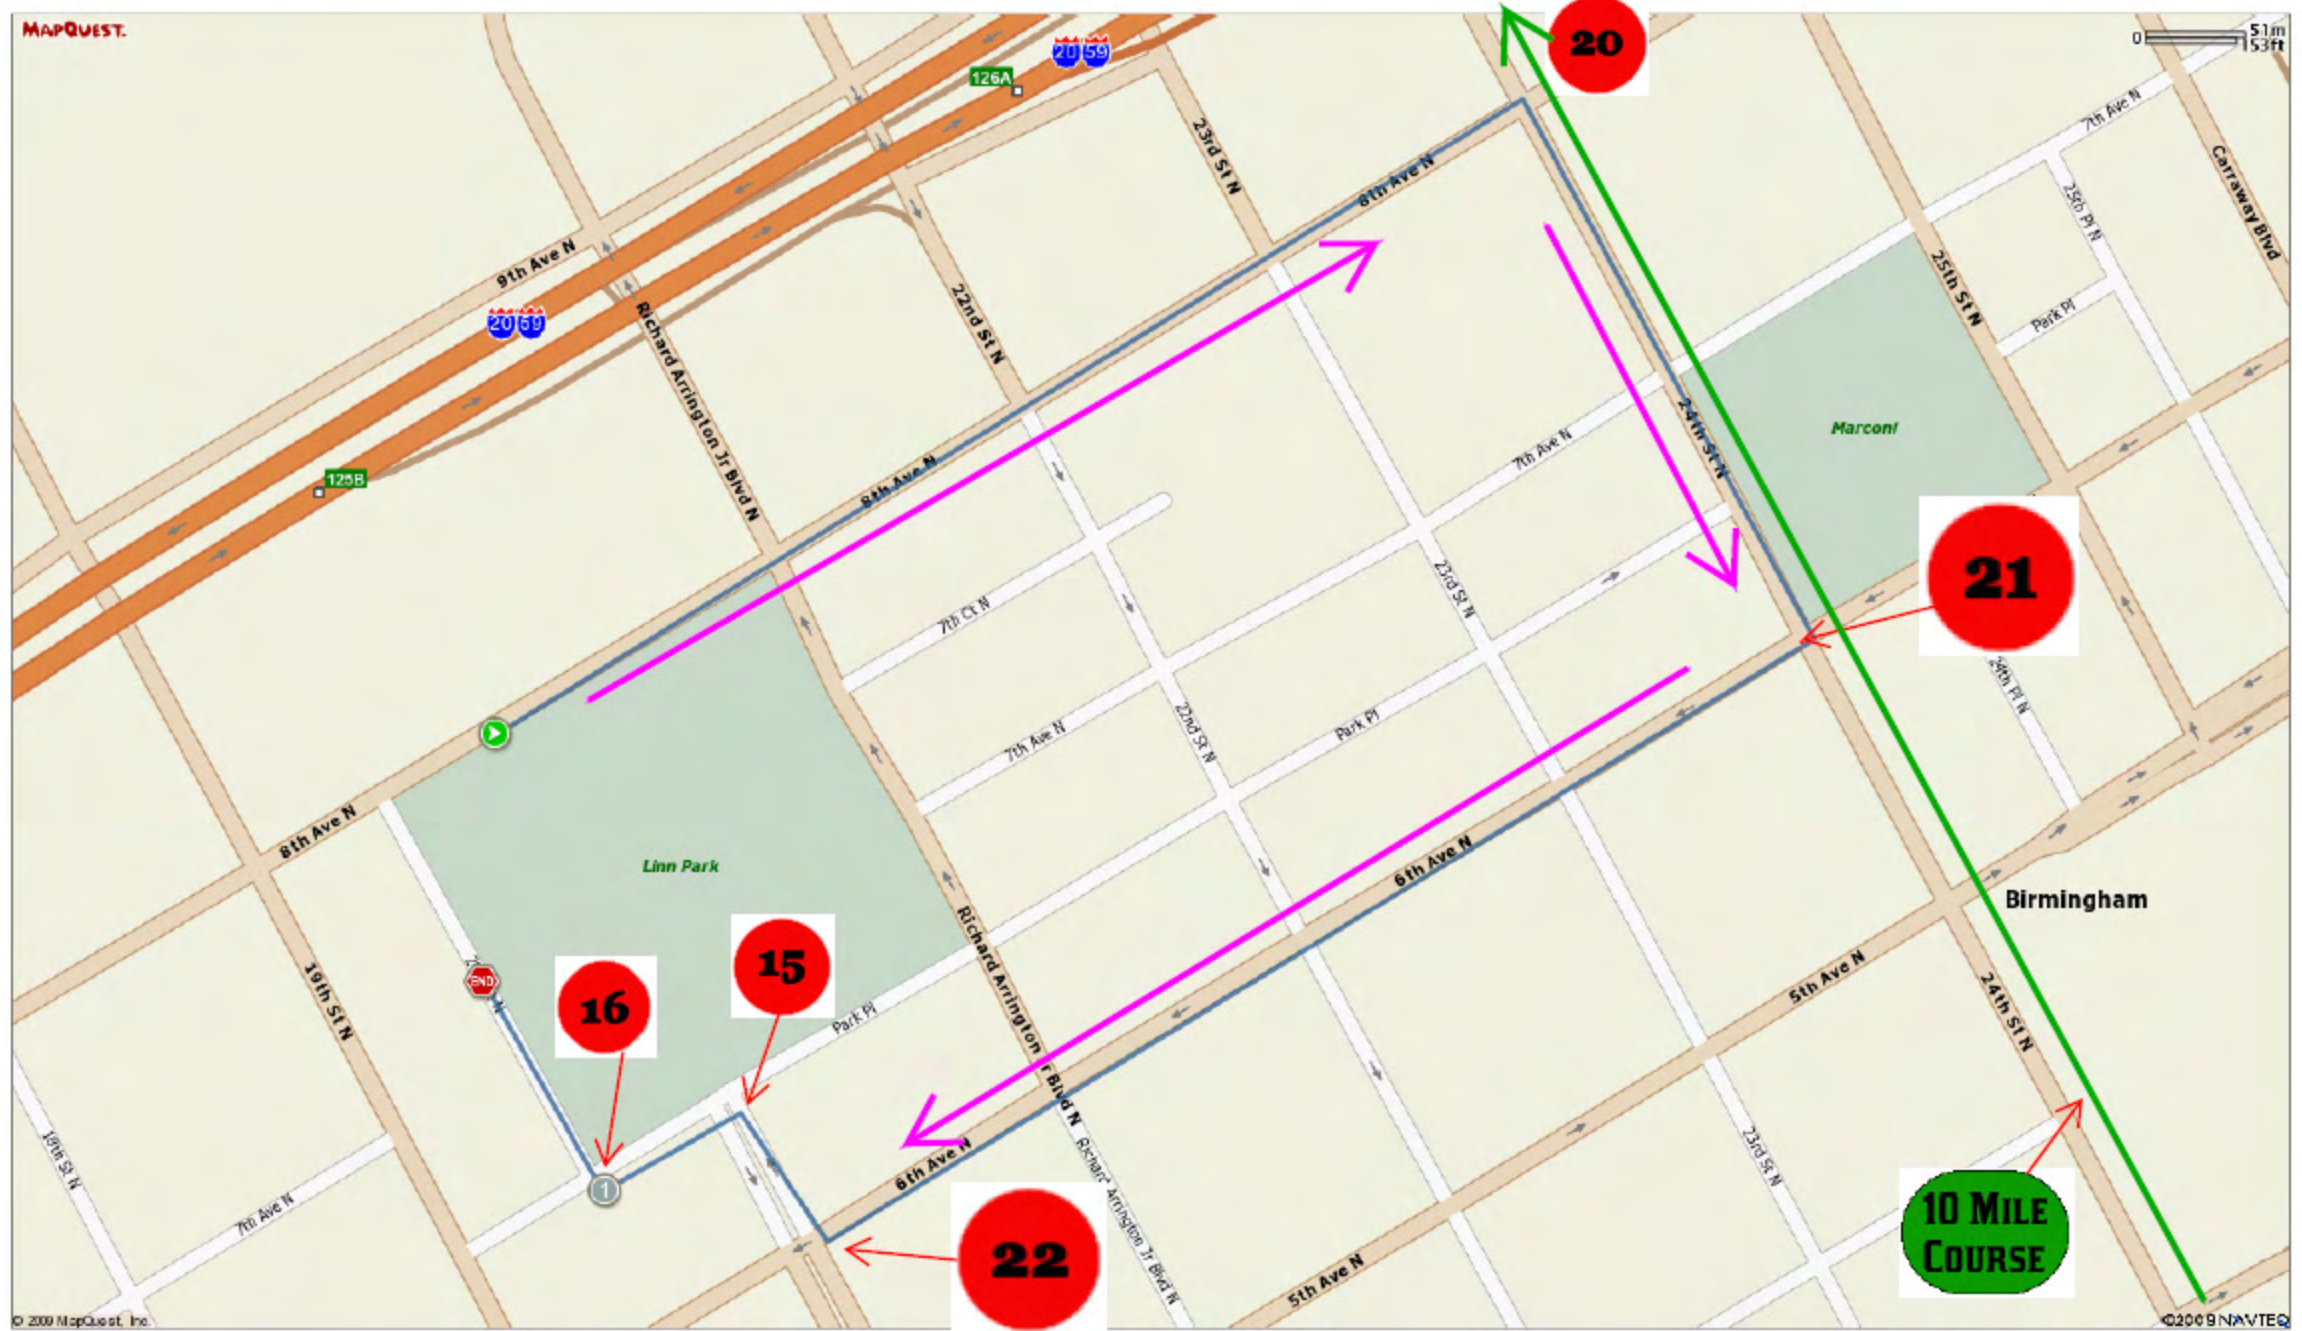 MAPQUEST.
20
0
51m
53ft
20 59
126A
7th Ave N
23rd St N
8th Ave N
Carraway Blvd
25th Pl N
9th Ave N
25th St N
20 59
Richard Arrington Jr Blvd N
22nd St N
Park Pl
Marconi
24th St N
7th Ave N
125B
8th Ave N
21
7th Ct N
23rd St N
24th Pl N
7th Ave N
22nd St N
Park Pl
8th Ave N
Linn Park
6th Ave N
Birmingham
15
END
N
16
19th St N
Richard Arrington Jr Blvd N
5th Ave N
24th St N
Park Pl
6th Ave N
1
18th St N
7th Ave N
Richard Arrington Jr Blvd N
23rd St N
22
10 MILE
COURSE
5th Ave N
© 2009 MapQuest, Inc.
©2009 NAVTEQ